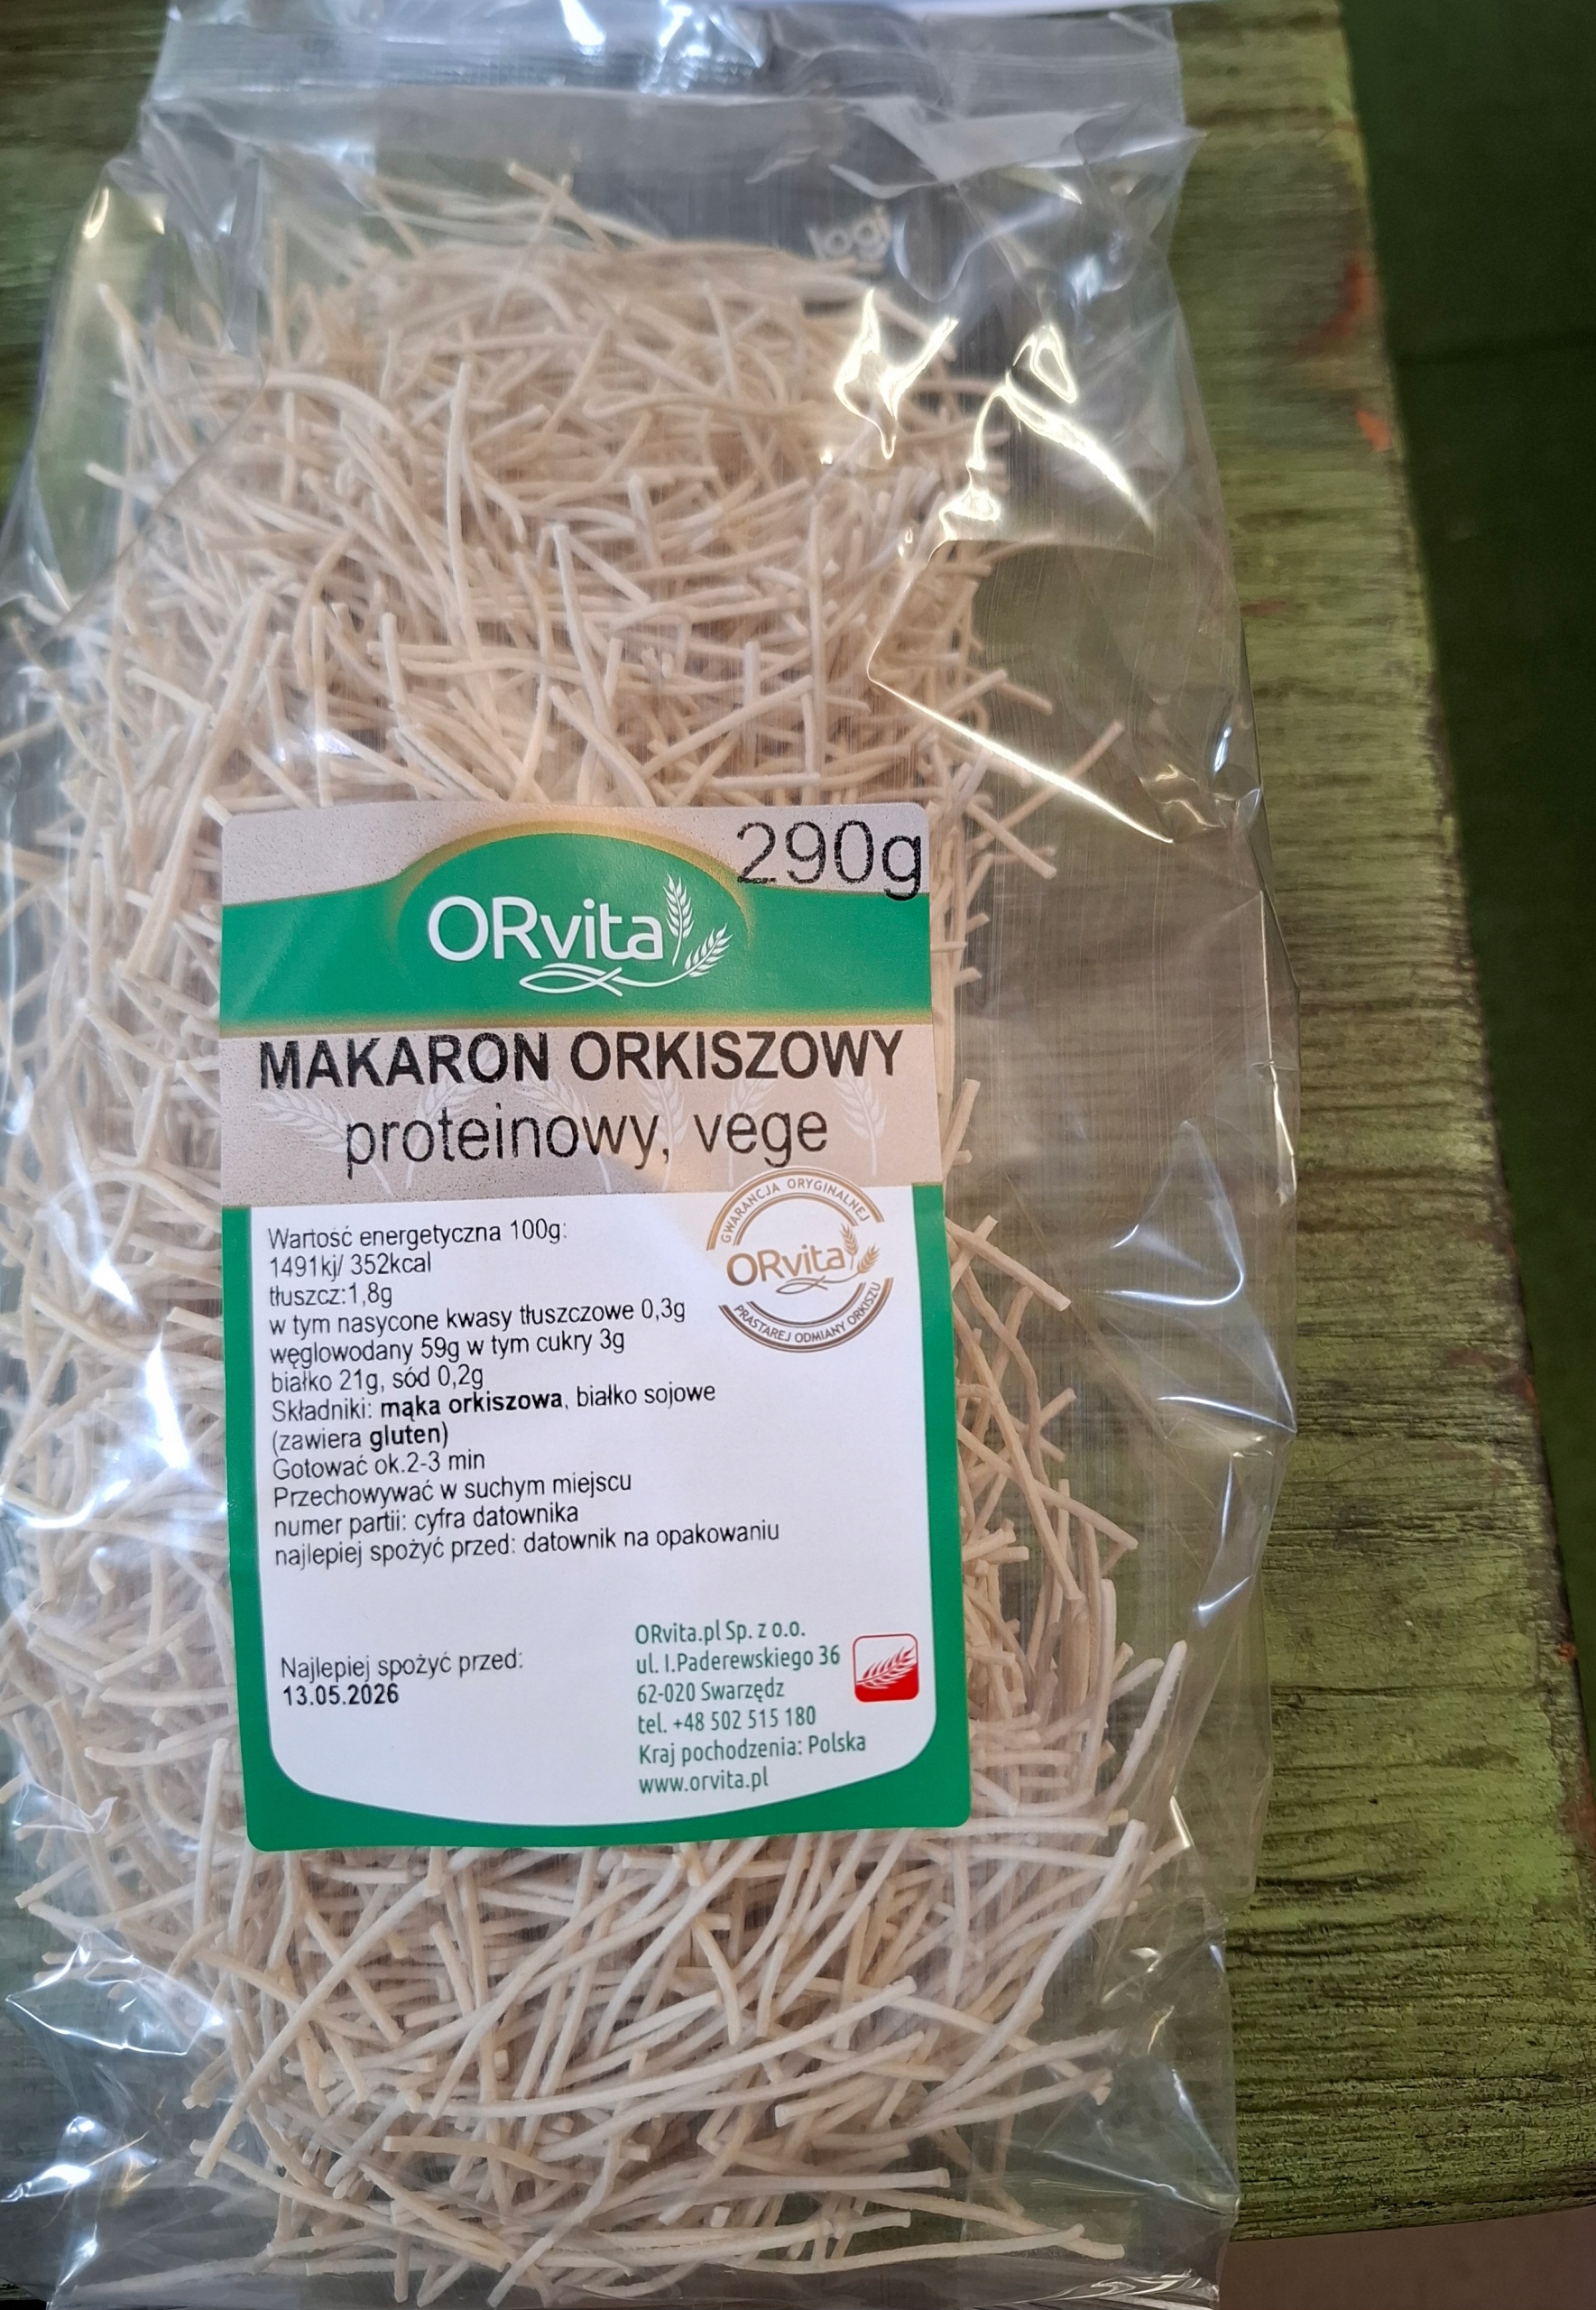 logi
290g
ORvita
MAKARON ORKISZOWY
proteinowy, vege
GWARANCJA ORYGINALNEJ
ORvita
PRASTAREJ ODMIANY ORKISZU
Wartość energetyczna 100g:
1491kj/ 352kcal
tłuszcz:1,8g
w tym nasycone kwasy tłuszczowe 0,3g
węglowodany 59g w tym cukry 3g
białko 21g, sód 0,2g
Składniki: mąka orkiszowa, białko sojowe
(zawiera gluten)
Gotować ok.2-3 min
Przechowywać w suchym miejscu
numer partii: cyfra datownika
najlepiej spożyć przed: datownik na opakowaniu
Najlepiej spożyć przed:
13.05.2026
ORvita.pl Sp. z o.o.
ul. I.Paderewskiego 36
62-020 Swarzędz
tel. +48 502 515 180
Kraj pochodzenia: Polska
www.orvita.pl